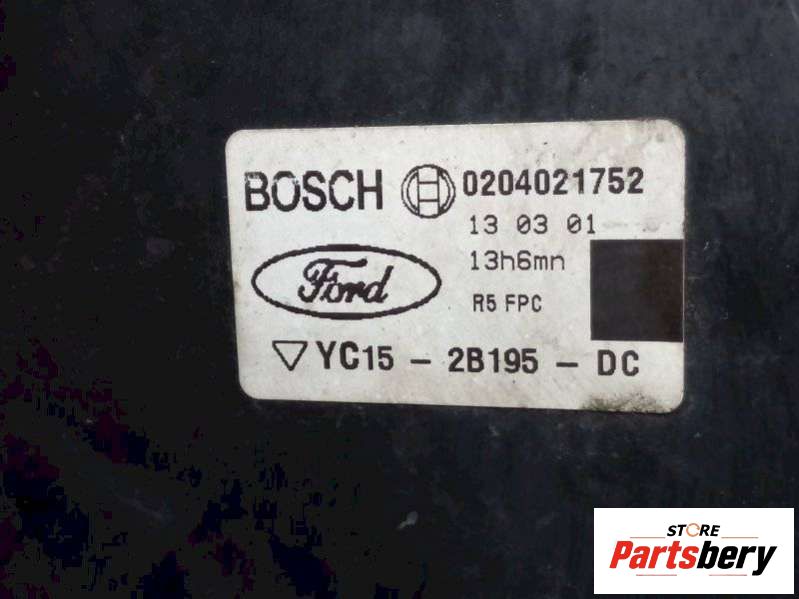 BOSCH 0204021752
13 03 01
13h6mn
Ford
R5 FPC
YC15 - 2B195 - DC
STORE
Partsbery